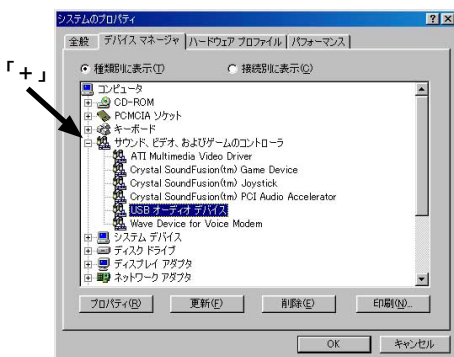 システムのプロパティ
全般 デバイス マネージャ ハードウェア プロファイル パフォーマンス
「+」
種類別に表示(T) 接続別に表示(C)
コンピュータ
CD-ROM
PCMCIA ソケット
キーボード
サウンド、ビデオ、およびゲームのコントローラ
ATI Multimedia Video Driver
Crystal SoundFusion(tm) Game Device
Crystal SoundFusion(tm) Joystick
Crystal SoundFusion(tm) PCI Audio Accelerator
USB オーディオ デバイス
Wave Device for Voice Modem
システム デバイス
ディスク ドライブ
ディスプレイ アダプタ
ネットワーク アダプタ
プロパティ(R) 更新(F) 削除(E) 印刷(N)...
OK キャンセル